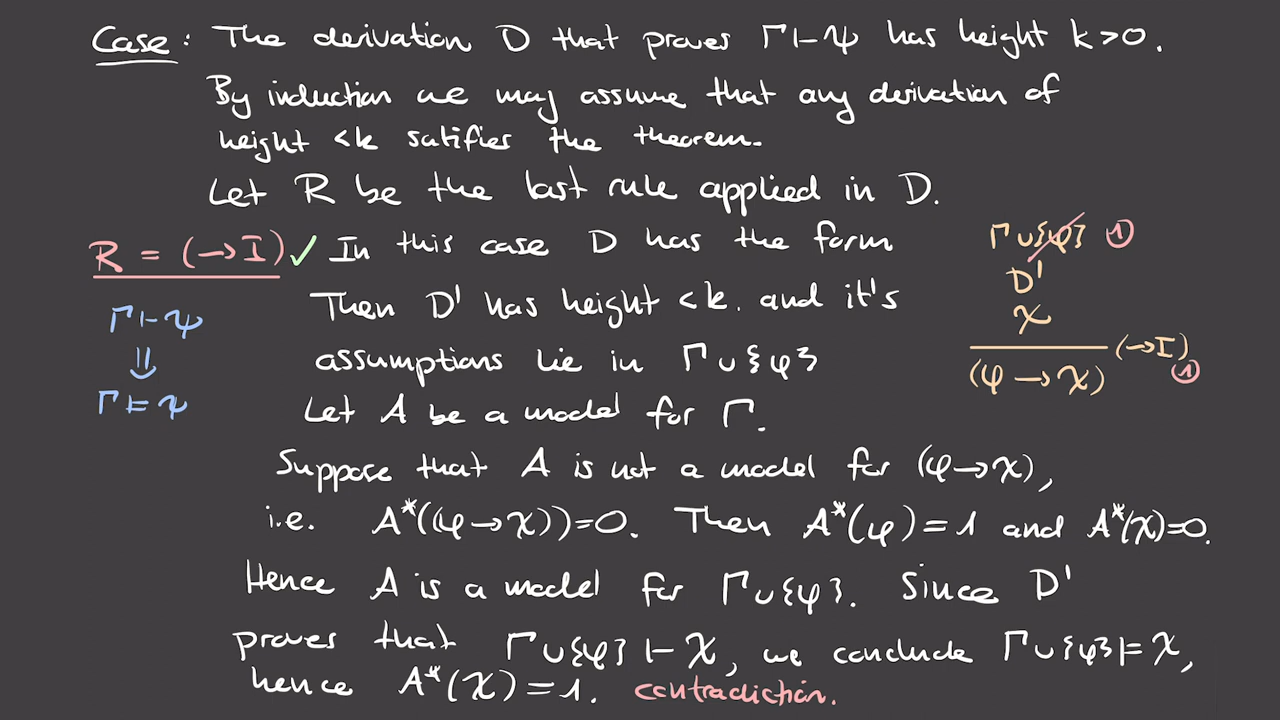 Case: The derivation D that proves Γ⊢ψ has height k>0.
By induction we may assume that any derivation of
height <k satifies the theorem.
Let R be the last rule applied in D.
R = (→I) ✓ In this case D has the form
Then D' has height <k. and it's
assumptions lie in Γ∪{φ}
Let A be a model for Γ.
Γ⊢ψ
⇓
Γ⊨ψ
Γ∪{φ} ①
D'
χ
(→I)
①
(φ→χ)
Suppose that A is not a model for (φ→χ),
i.e. A*((φ→χ))=0. Then A*(φ)=1 and A*(χ)=0.
Hence A is a model for Γ∪{φ}. Since D'
proves that Γ∪{φ} ⊢ χ, we conclude Γ∪{φ}⊨χ,
hence A*(χ)=1. contradiction.